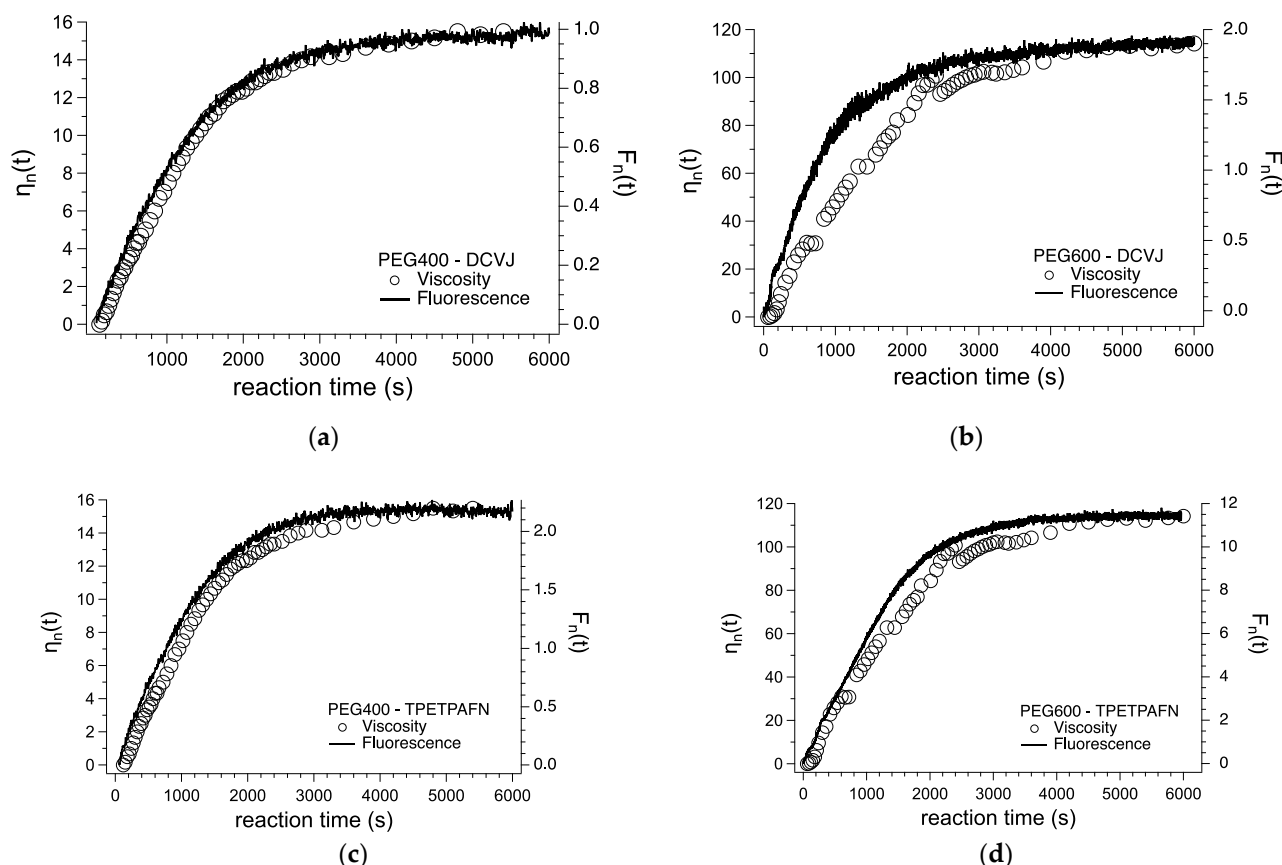 16
14
12
10
8
6
4
2
0
ηn(t)
1.0
0.8
0.6
0.4
0.2
0.0
Fn(t)
PEG400 - DCVJ
Viscosity
Fluorescence
1000 2000 3000 4000 5000 6000
reaction time (s)
(a)
120
100
80
60
40
20
0
ηn(t)
2.0
1.5
1.0
0.5
0.0
Fn(t)
PEG600 - DCVJ
Viscosity
Fluorescence
0 1000 2000 3000 4000 5000 6000
reaction time (s)
(b)
16
14
12
10
8
6
4
2
0
ηn(t)
2.0
1.0
0.5
0.0
Fn(t)
PEG400 - TPETPAFN
Viscosity
Fluorescence
0 1000 2000 3000 4000 5000 6000
reaction time (s)
(c)
120
100
80
60
40
20
0
ηn(t)
12
10
8
6
4
2
0
Fn(t)
PEG600 - TPETPAFN
Viscosity
Fluorescence
0 1000 2000 3000 4000 5000 6000
reaction time (s)
(d)